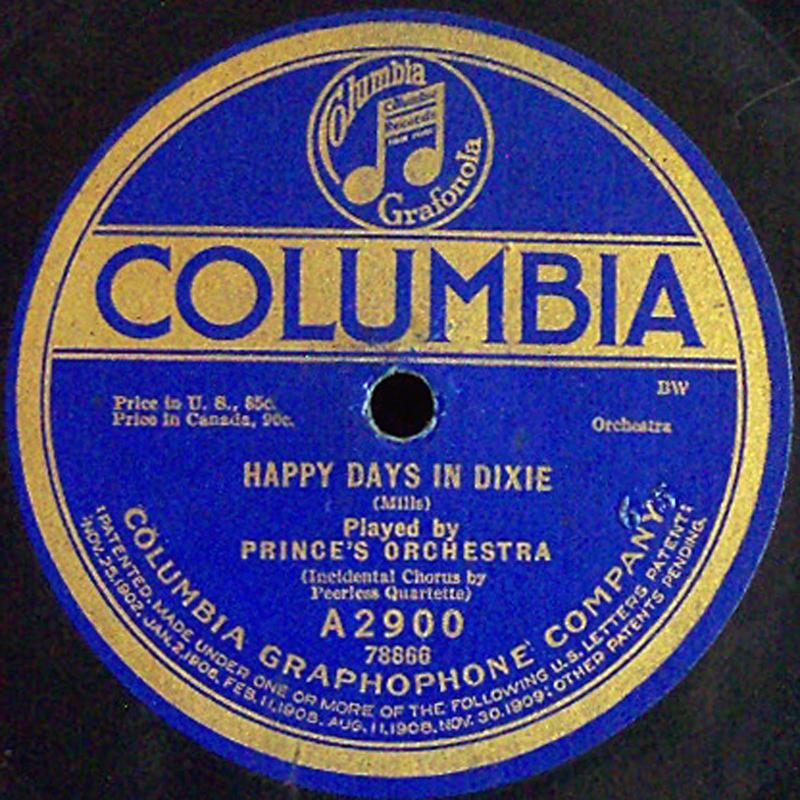 Columbia
Columbia
Records
Grafonola
COLUMBIA
BW
Price in U. S., 85c.
Price in Canada, 90c.
Orchestra
HAPPY DAYS IN DIXIE
(Mills)
Played by
PRINCE'S ORCHESTRA
(Incidental Chorus by
Peerless Quartette)
A2900
78866
COLUMBIA GRAPHOPHONE COMPANY
PATENTED. MADE UNDER ONE OR MORE OF THE FOLLOWING U.S. LETTERS PATENT:
NOV. 25, 1902, JAN. 2, 1906, FEB. 11, 1908, AUG. 11, 1908, NOV. 30, 1909; OTHER PATENTS PENDING.